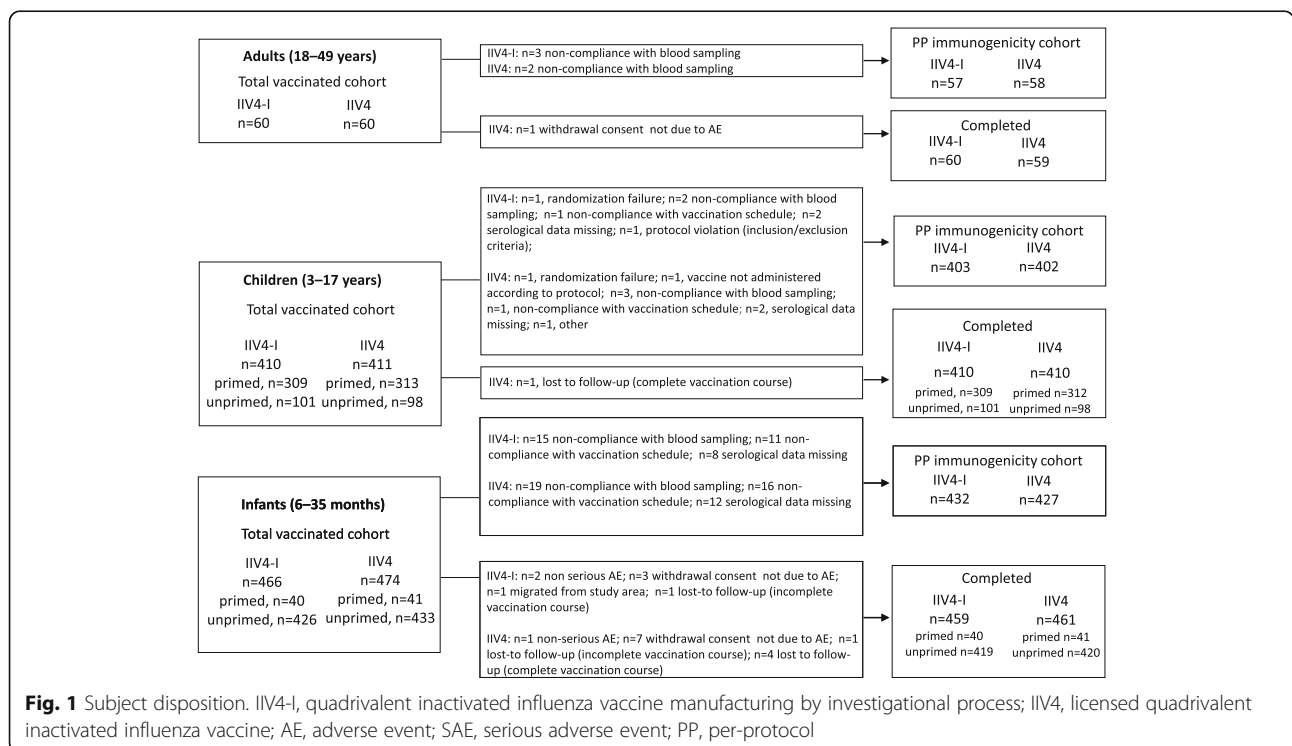 Adults (18–49 years)
Total vaccinated cohort
IIV4-I IIV4
n=60 n=60
IIV4-I: n=3 non-compliance with blood sampling
IIV4: n=2 non-compliance with blood sampling
PP immunogenicity cohort
IIV4-I IIV4
n=57 n=58
IIV4: n=1 withdrawal consent not due to AE
Completed
IIV4-I IIV4
n=60 n=59
Children (3–17 years)
Total vaccinated cohort
IIV4-I IIV4
n=410 n=411
primed, n=309 primed, n=313
unprimed, n=101 unprimed, n=98
IIV4-I: n=1, randomization failure; n=2 non-compliance with blood
sampling; n=1 non-compliance with vaccination schedule; n=2
serological data missing; n=1, protocol violation (inclusion/exclusion
criteria);
IIV4: n=1, randomization failure; n=1, vaccine not administered
according to protocol; n=3, non-compliance with blood sampling;
n=1, non-compliance with vaccination schedule; n=2, serological data
missing; n=1, other
PP immunogenicity cohort
IIV4-I IIV4
n=403 n=402
IIV4: n=1, lost to follow-up (complete vaccination course)
Completed
IIV4-I IIV4
n=410 n=410
primed, n=309 primed n=312
unprimed, n=101 unprimed n=98
Infants (6–35 months)
Total vaccinated cohort
IIV4-I IIV4
n=466 n=474
primed, n=40 primed, n=41
unprimed, n=426 unprimed, n=433
IIV4-I: n=15 non-compliance with blood sampling; n=11 non-
compliance with vaccination schedule; n=8 serological data missing
IIV4: n=19 non-compliance with blood sampling; n=16 non-
compliance with vaccination schedule; n=12 serological data missing
PP immunogenicity cohort
IIV4-I IIV4
n=432 n=427
IIV4-I: n=2 non serious AE; n=3 withdrawal consent not due to AE;
n=1 migrated from study area; n=1 lost-to follow-up (incomplete
vaccination course)
IIV4: n=1 non-serious AE; n=7 withdrawal consent not due to AE; n=1
lost-to follow-up (incomplete vaccination course); n=4 lost to follow-
up (complete vaccination course)
Completed
IIV4-I IIV4
n=459 n=461
primed n=40 primed n=41
unprimed n=419 unprimed n=420
Fig. 1 Subject disposition. IIV4-I, quadrivalent inactivated influenza vaccine manufacturing by investigational process; IIV4, licensed quadrivalent
inactivated influenza vaccine; AE, adverse event; SAE, serious adverse event; PP, per-protocol